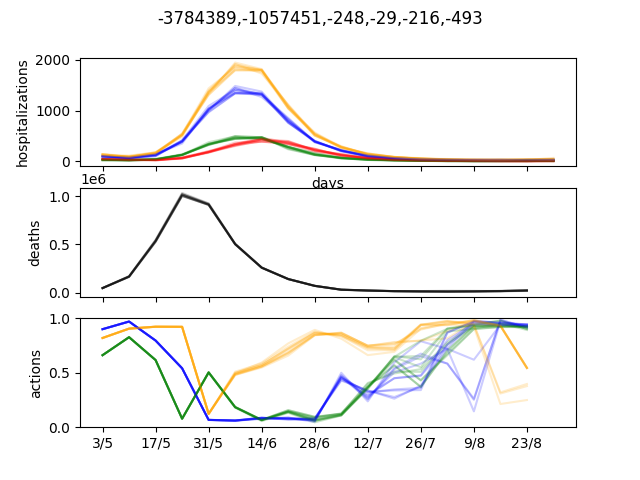 -3784389,-1057451,-248,-29,-216,-493
2000
1000
0
hospitalizations
days
1e6
1.0
0.5
0.0
deaths
1.0
0.5
0.0
actions
3/5 17/5 31/5 14/6 28/6 12/7 26/7 9/8 23/8